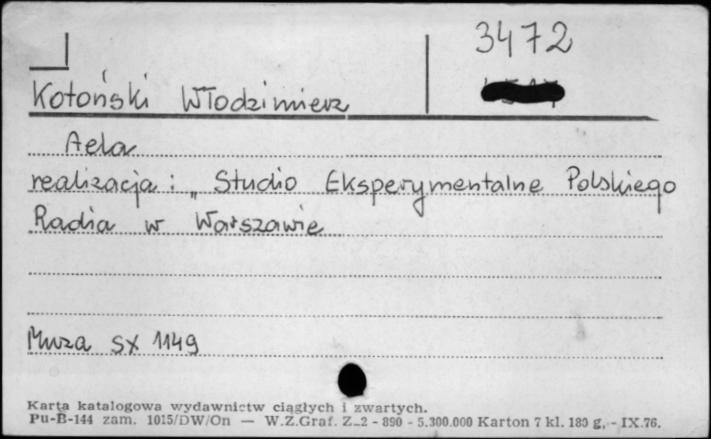 3472
Kotoński Włodzimierz
Aela
realizacja: „Studio Eksperymentalne Polskiego
Radia w Warszawie
Muza SX 1149
Karta katalogowa wydawnictw ciągłych i zwartych.
Pu-B-144 zam. 1015/DW/On — W.Z.Graf. Z-2 - 890 - 5.300.000 Karton 7 kl. 180 g, - IX.76.